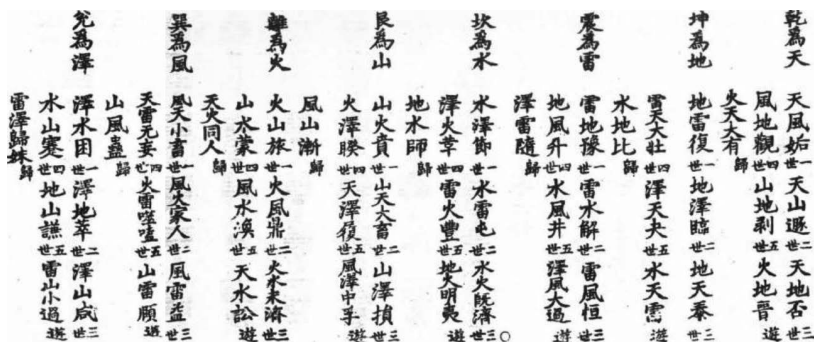 乾為天 天風姤一世 天山遯二世 天地否三世
風地觀四世 山地剥五世 火地晉遊
火天大有歸
坤為地 地雷復一世 地澤臨二世 地天泰三世
雷天大壯四世 澤天夬五世 水天需遊
水地比歸
震為雷 雷地豫一世 雷水解二世 雷風恒三世
地風升四世 水風井五世 澤風大過遊
澤雷隨歸
坎為水 水澤節一世 水雷屯二世 水火既濟三世
澤火革四世 雷火豐五世 地火明夷遊
地水師歸
艮為山 山火賁一世 山天大畜二世 山澤損三世
火澤睽四世 天澤履五世 風澤中孚遊
風山漸歸
離為火 火山旅一世 火風鼎二世 火水未濟三世
山水蒙四世 風水渙五世 天水訟遊
天火同人歸
巽為風 風天小畜一世 風火家人二世 風雷益三世
天雷无妄四世 火雷噬嗑五世 山雷頤遊
山風蠱歸
兌為澤 澤水困一世 澤地萃二世 澤山咸三世
水山蹇四世 地山謙五世 雷山小過遊
雷澤歸妹歸